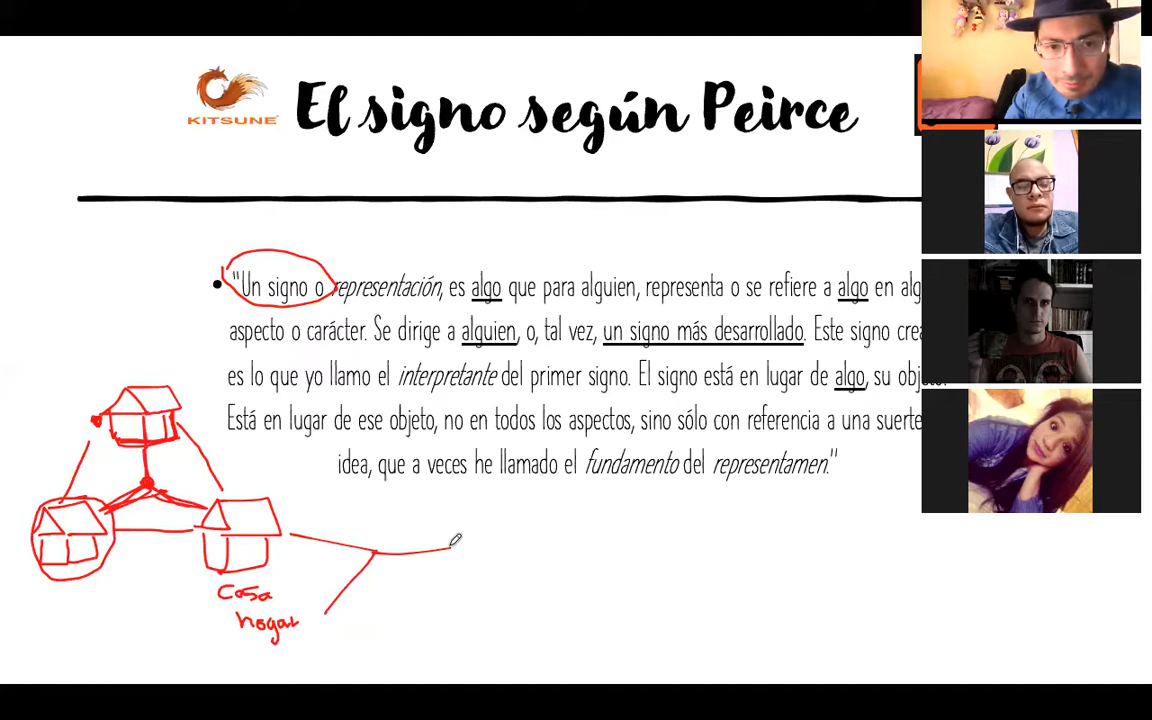 KITSUNE
El signo según Peirce
• "Un signo o representación, es algo que para alguien, representa o se refiere a algo en alg
aspecto o carácter. Se dirige a alguien, o, tal vez, un signo más desarrollado. Este signo crea
es lo que yo llamo el interpretante del primer signo. El signo está en lugar de algo, su objeto.
Está en lugar de ese objeto, no en todos los aspectos, sino sólo con referencia a una suerte
idea, que a veces he llamado el fundamento del representamen."
Casa
hogar